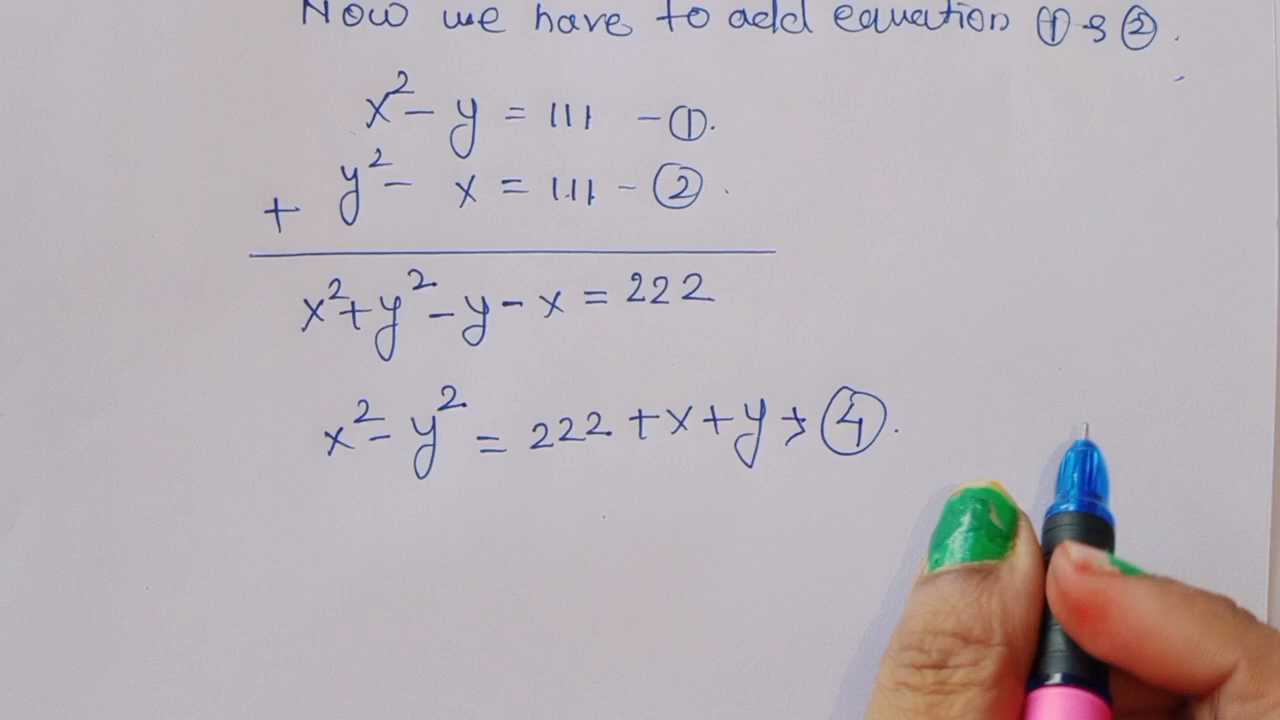 Now we have to add equation ① & ②.
x² - y = 111 - ①.
+ y² - x = 111 - ②.
x² + y² - y - x = 222
x² - y² = 222 + x + y → ④.